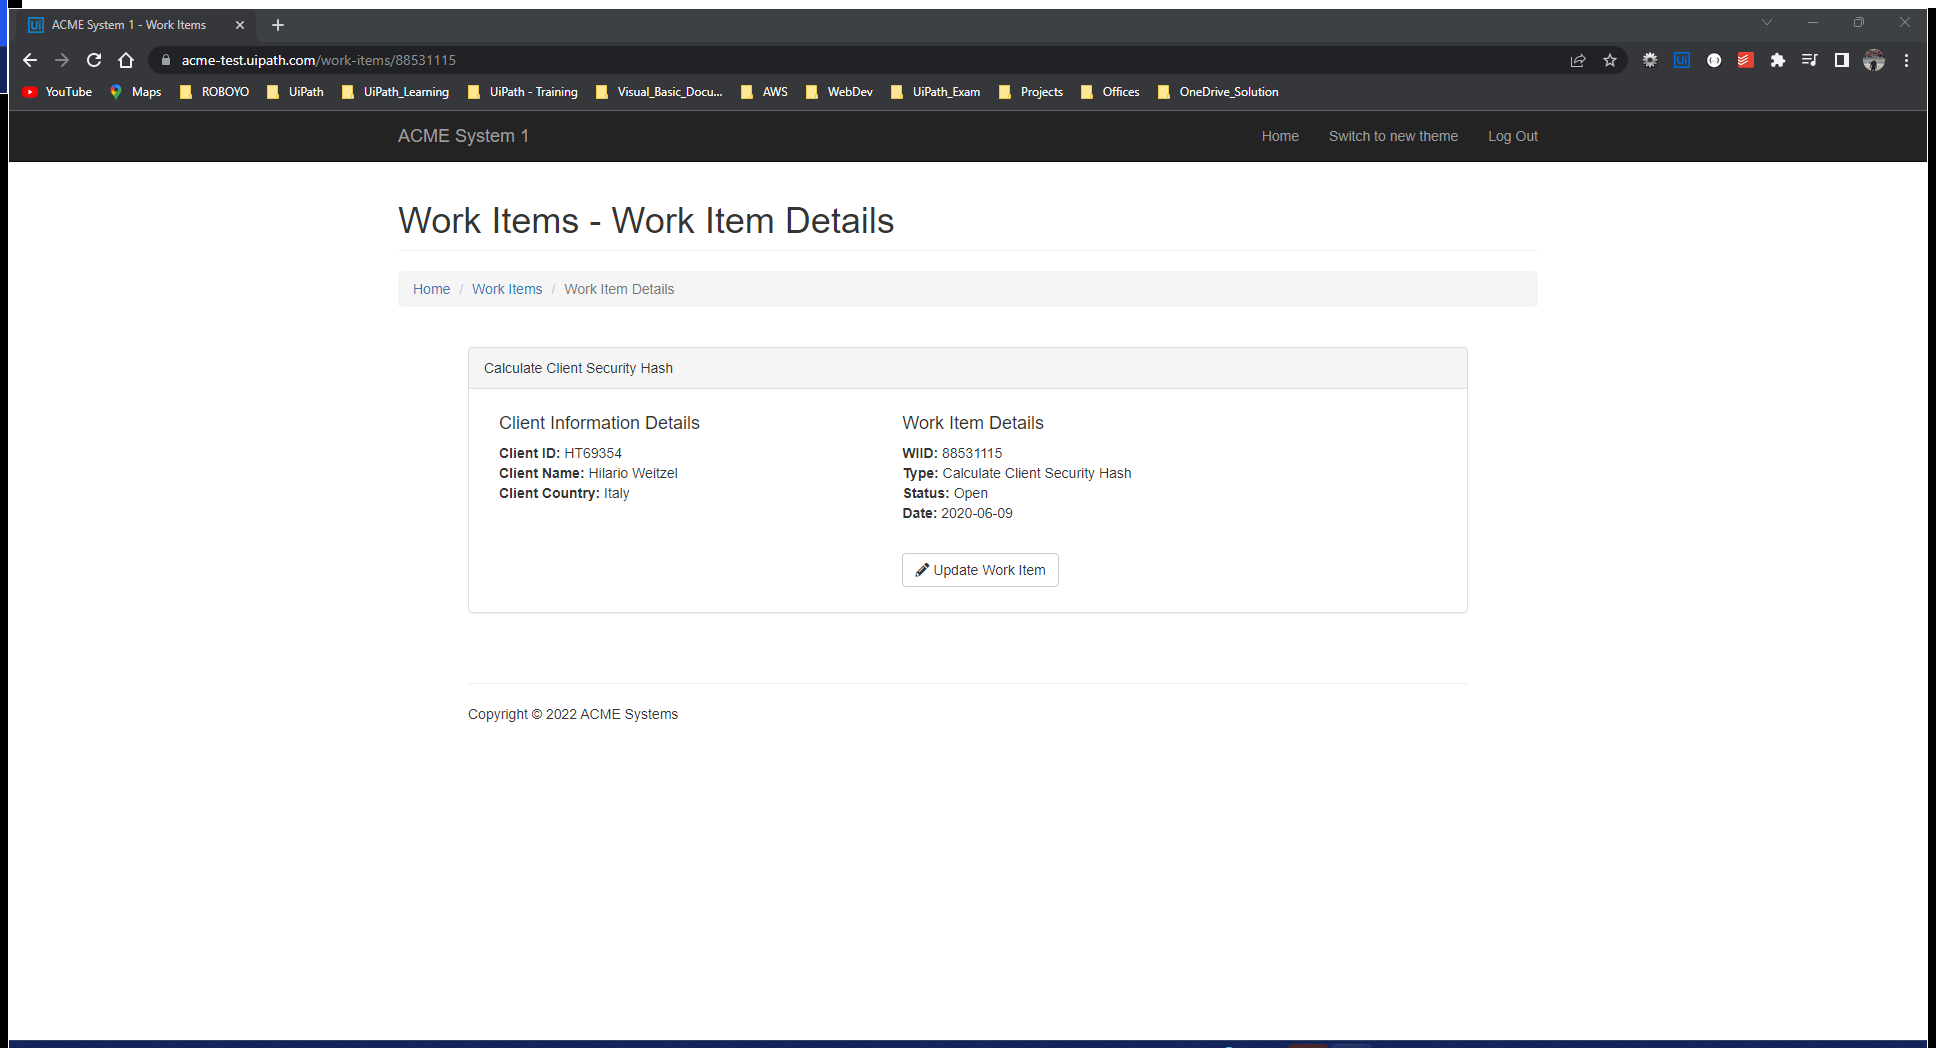 ACME System 1 - Work Items
acme-test.uipath.com/work-items/88531115
YouTube Maps ROBOYO UiPath UiPath_Learning UiPath - Training Visual_Basic_Docu... AWS WebDev UiPath_Exam Projects Offices OneDrive_Solution
ACME System 1 Home Switch to new theme Log Out
Work Items - Work Item Details
Home / Work Items / Work Item Details
Calculate Client Security Hash
Client Information Details
Client ID: HT69354
Client Name: Hilario Weitzel
Client Country: Italy
Work Item Details
WIID: 88531115
Type: Calculate Client Security Hash
Status: Open
Date: 2020-06-09
Update Work Item
Copyright © 2022 ACME Systems